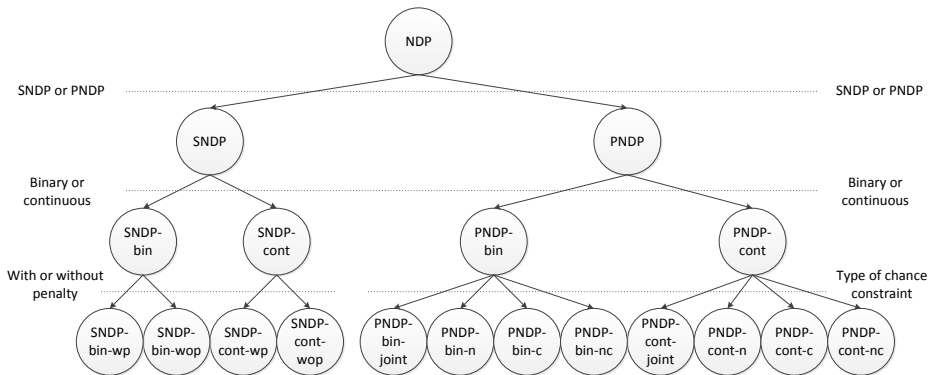 NDP
SNDP or PNDP
SNDP or PNDP
SNDP
PNDP
Binary or
continuous
Binary or
continuous
SNDP-
bin
SNDP-
cont
PNDP-
bin
PNDP-
cont
With or without
penalty
Type of chance
constraint
SNDP-
bin-wp
SNDP-
bin-wop
SNDP-
cont-wp
SNDP-
cont-
wop
PNDP-
bin-
joint
PNDP-
bin-n
PNDP-
bin-c
PNDP-
bin-nc
PNDP-
cont-
joint
PNDP-
cont-n
PNDP-
cont-c
PNDP-
cont-nc